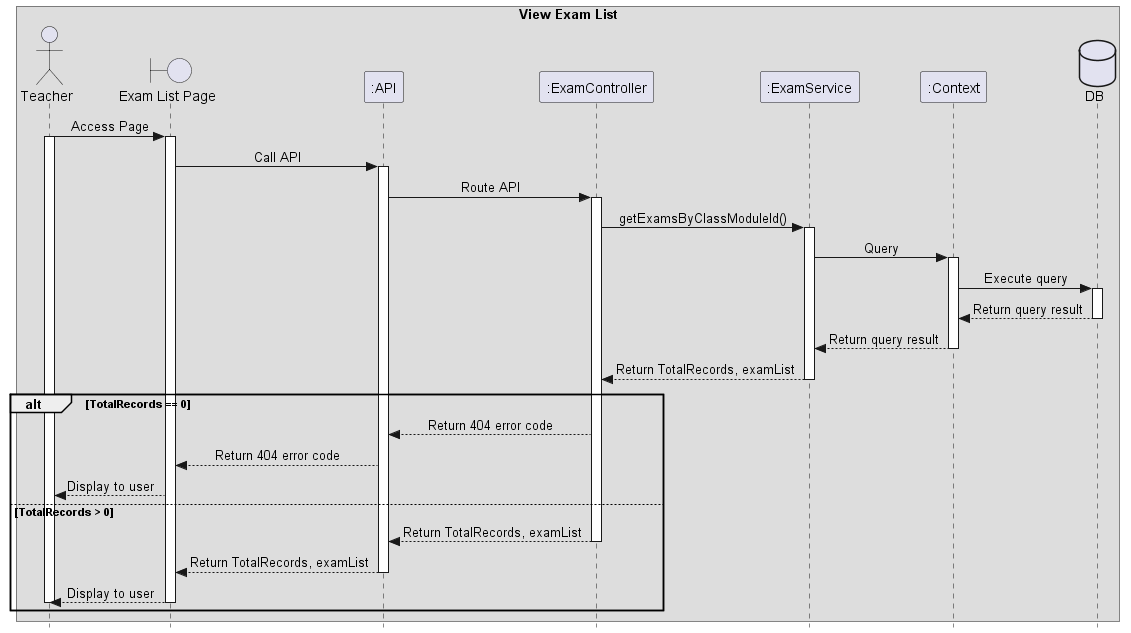 View Exam List
Teacher
Exam List Page
:API
:ExamController
:ExamService
:Context
DB
Access Page
Call API
Route API
getExamsByClassModuleId()
Query
Execute query
Return query result
Return query result
Return TotalRecords, examList
alt
[TotalRecords == 0]
Return 404 error code
Return 404 error code
Display to user
[TotalRecords > 0]
Return TotalRecords, examList
Return TotalRecords, examList
Display to user